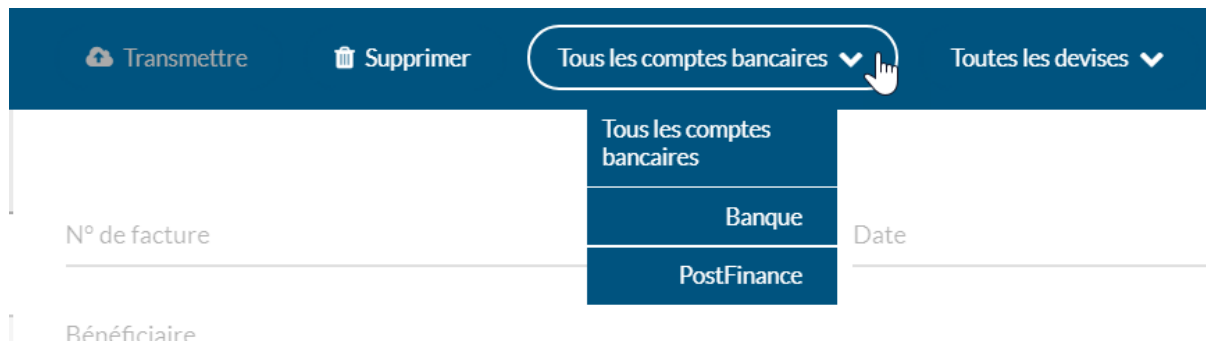 Transmettre Supprimer Tous les comptes bancaires Toutes les devises
Tous les comptes
bancaires
Banque
N° de facture Date
PostFinance
Bénéficiaire